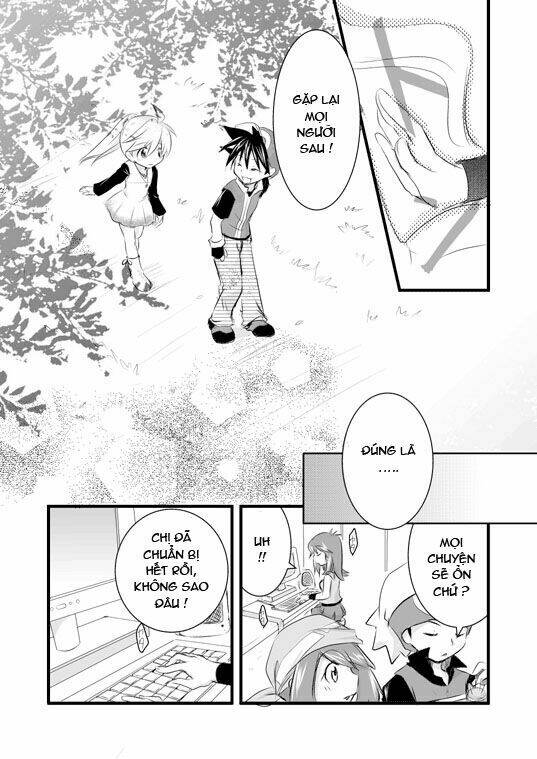 GẶP LẠI
MỌI
NGƯỜI
SAU !
ĐÚNG LÀ
.....
MỌI
CHUYỆN
SẼ ỔN
CHỨ ?
UH
!!
CHỊ ĐÃ
CHUẨN BỊ
HẾT RỒI,
KHÔNG SAO
ĐÂU !